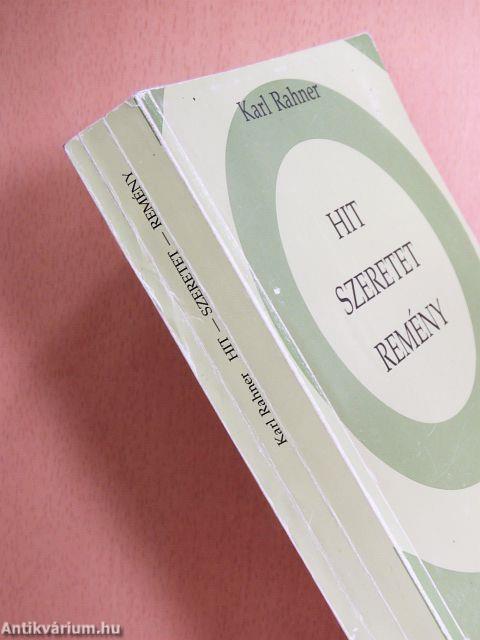 Karl Rahner
HIT
SZERETET
REMÉNY
Karl Rahner HIT — SZERETET — REMÉNY
Antikvárium.hu